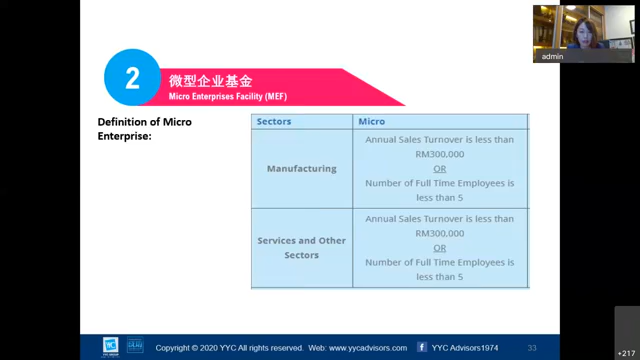 2
微型企业基金
Micro Enterprises Facility (MEF)
Definition of Micro
Enterprise:
Sectors
Micro
Manufacturing
Annual Sales Turnover is less than
RM300,000
OR
Number of Full Time Employees is
less than 5
Services and Other
Sectors
Annual Sales Turnover is less than
RM300,000
OR
Number of Full Time Employees is
less than 5
admin
Copyright © 2020 YYC All rights reserved. Web: www.yycadvisors.com
YYC Advisors1974
33
+217